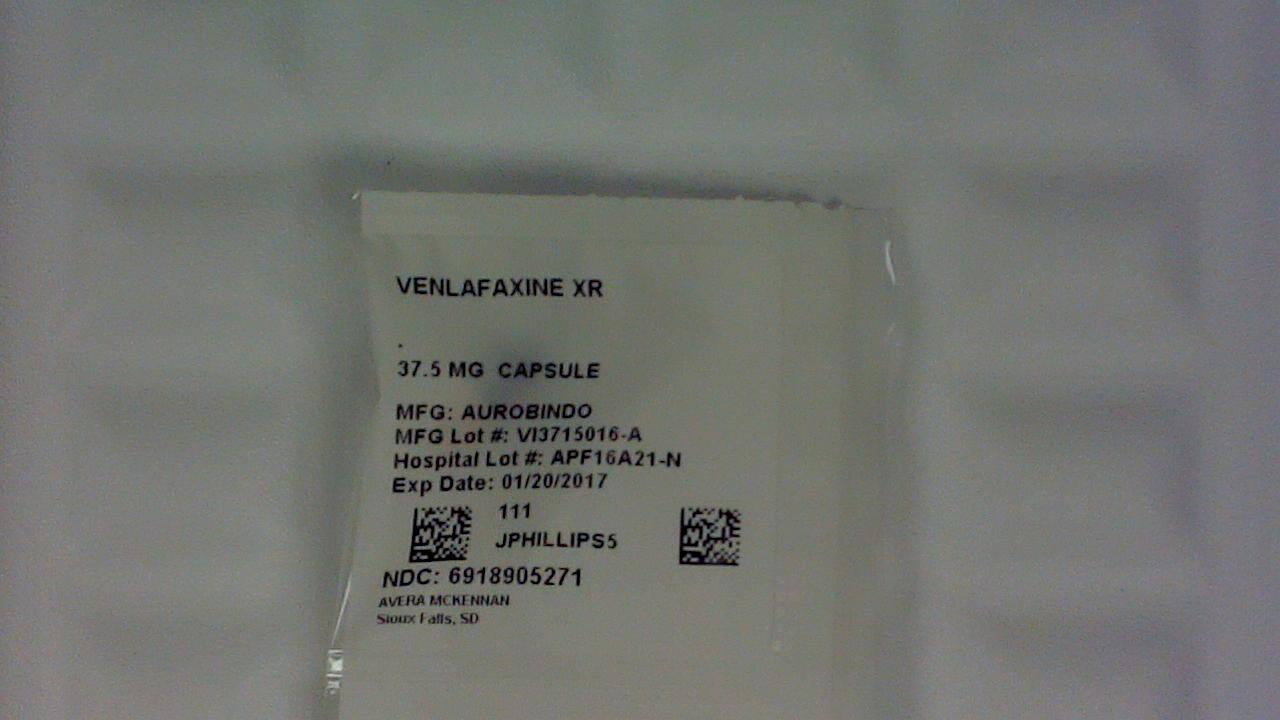 VENLAFAXINE XR
.
37.5 MG CAPSULE
MFG: AUROBINDO
MFG Lot #: VI3715016-A
Hospital Lot #: APF16A21-N
Exp Date: 01/20/2017
111
JPHILLIPS5
NDC: 6918905271
AVERA MCKENNAN
Sioux Falls, SD